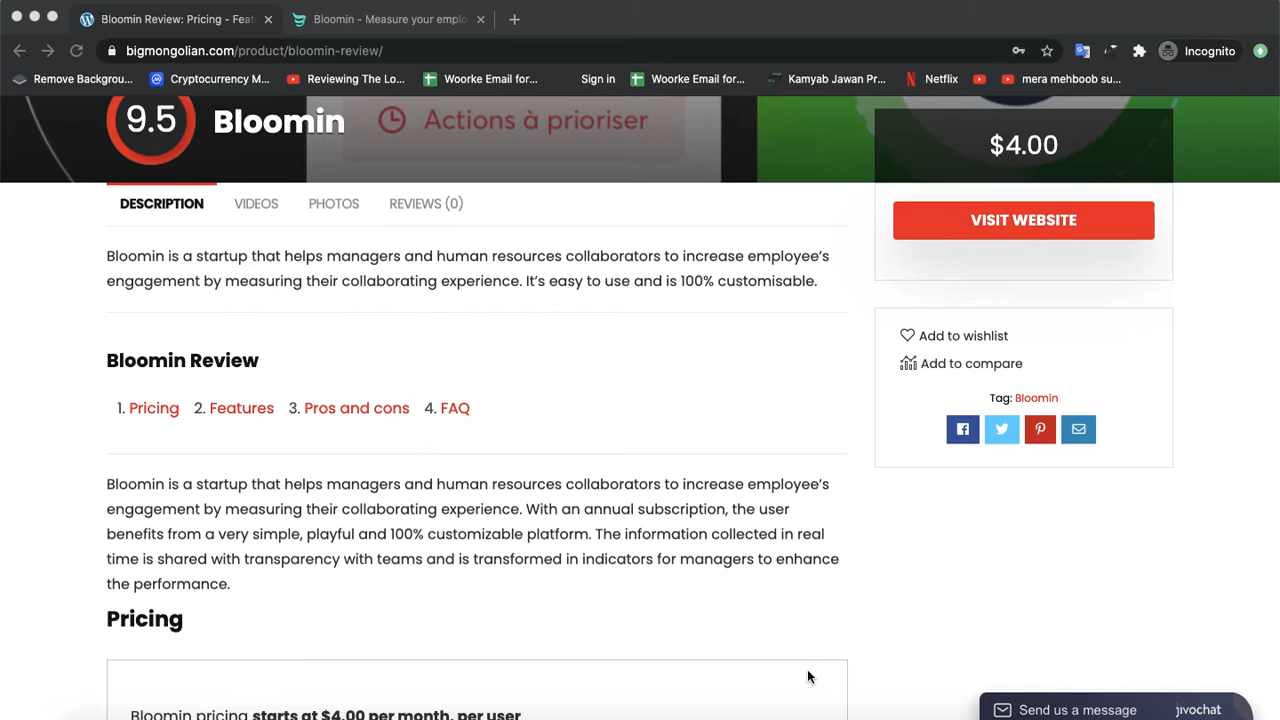 Bloomin Review: Pricing - Feat
Bloomin - Measure your emplo
bigmongolian.com/product/bloomin-review/
Incognito
Remove Backgrou...
Cryptocurrency M...
Reviewing The Lo...
Woorke Email for...
Sign in
Woorke Email for...
Kamyab Jawan Pr...
Netflix
mera mehboob su...
9.5
Bloomin
Actions à prioriser
$4.00
DESCRIPTION
VIDEOS
PHOTOS
REVIEWS (0)
VISIT WEBSITE
Bloomin is a startup that helps managers and human resources collaborators to increase employee's
engagement by measuring their collaborating experience. It's easy to use and is 100% customisable.
Add to wishlist
Bloomin Review
Add to compare
Tag: Bloomin
1. Pricing 2. Features 3. Pros and cons 4. FAQ
Bloomin is a startup that helps managers and human resources collaborators to increase employee's
engagement by measuring their collaborating experience. With an annual subscription, the user
benefits from a very simple, playful and 100% customizable platform. The information collected in real
time is shared with transparency with teams and is transformed in indicators for managers to enhance
the performance.
Pricing
Bloomin pricing starts at $4.00 per month, per user
Send us a message
jivochat